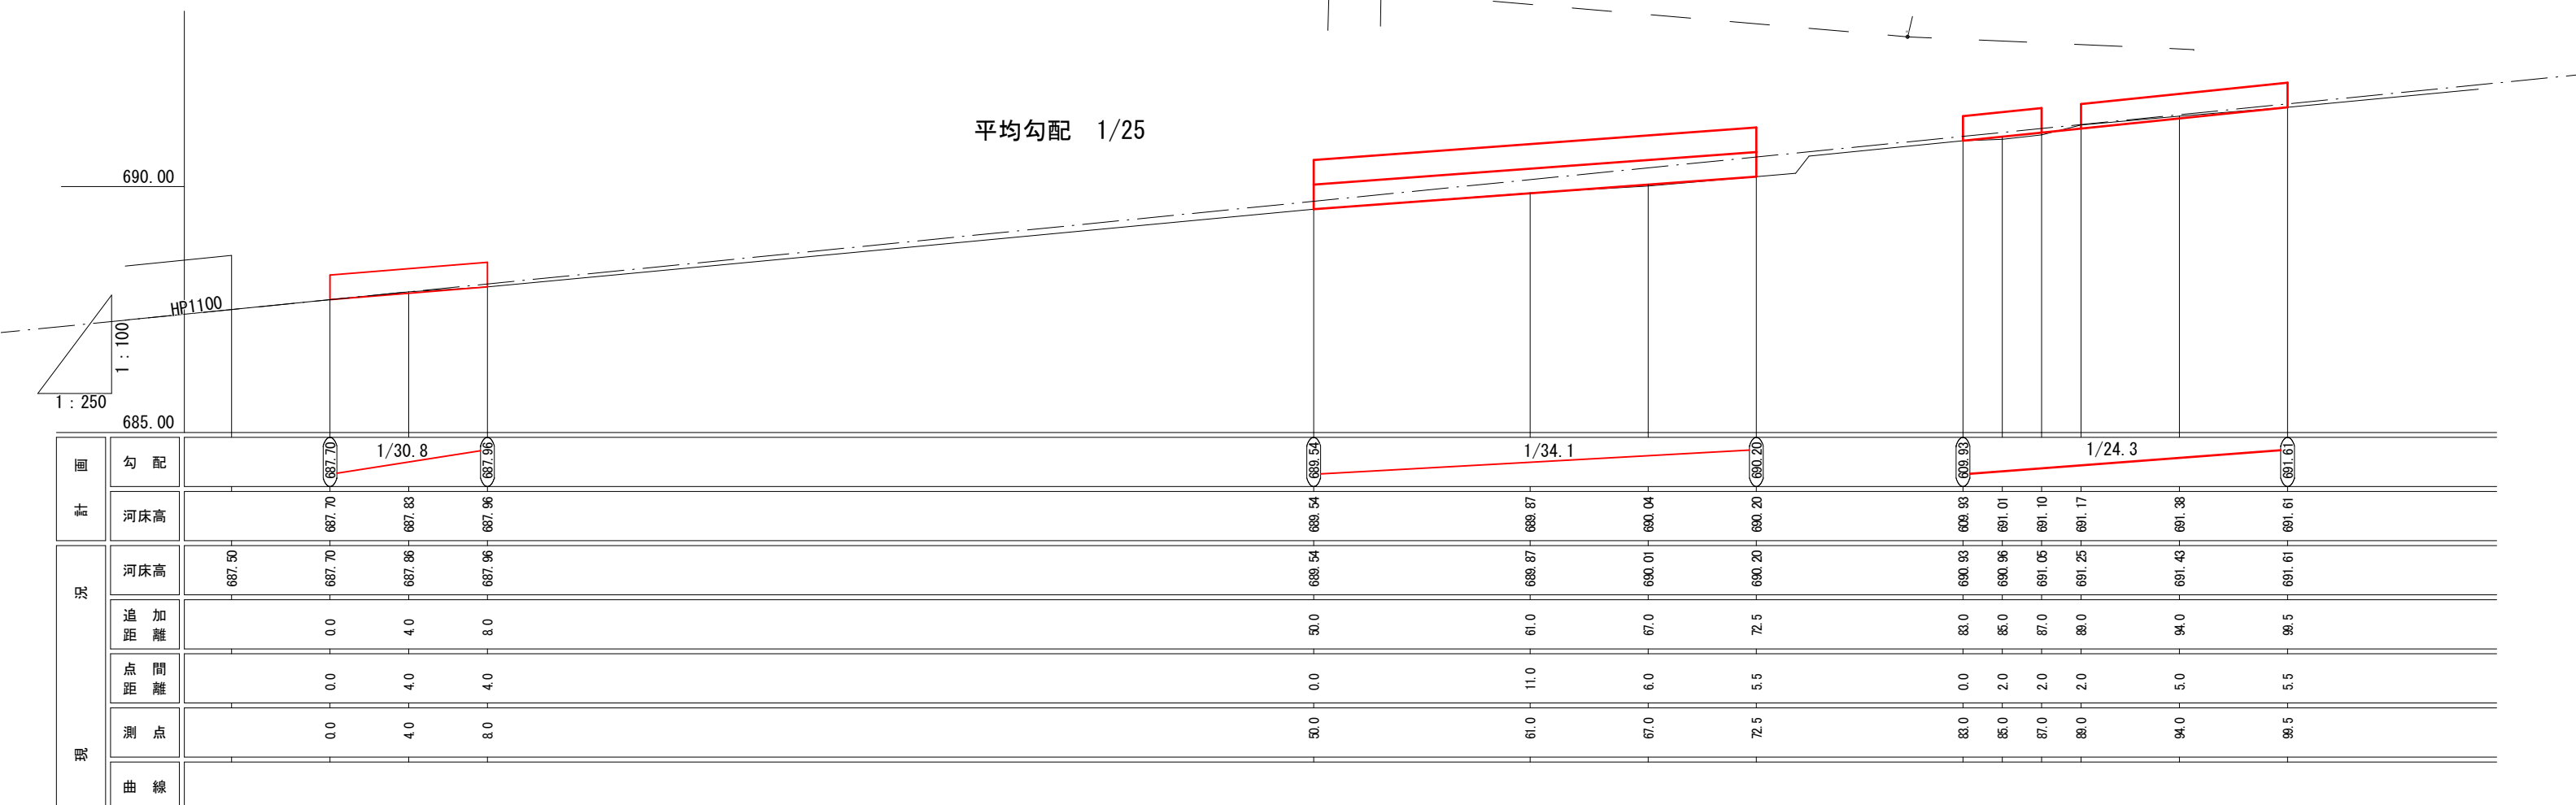 平均勾配 1/25
690.00
HP1100
1:100
1:250
685.00
計画
勾配
687.70 1/30.8 687.96 689.54 1/34.1 690.20 609.93 1/24.3 691.61
河床高
687.70 687.83 687.96 689.54 689.87 690.04 690.20 609.93 691.01 691.10 691.17 691.38 691.61
現況
河床高
687.50 687.70 687.86 687.96 689.54 689.87 690.01 690.20 690.93 690.96 691.05 691.25 691.43 691.61
追加
距離
0.0 4.0 8.0 50.0 61.0 67.0 72.5 83.0 85.0 87.0 89.0 94.0 99.5
点間
距離
0.0 4.0 4.0 0.0 11.0 6.0 5.5 0.0 2.0 2.0 2.0 5.0 5.5
測点
0.0 4.0 8.0 50.0 61.0 67.0 72.5 83.0 85.0 87.0 89.0 94.0 99.5
曲線